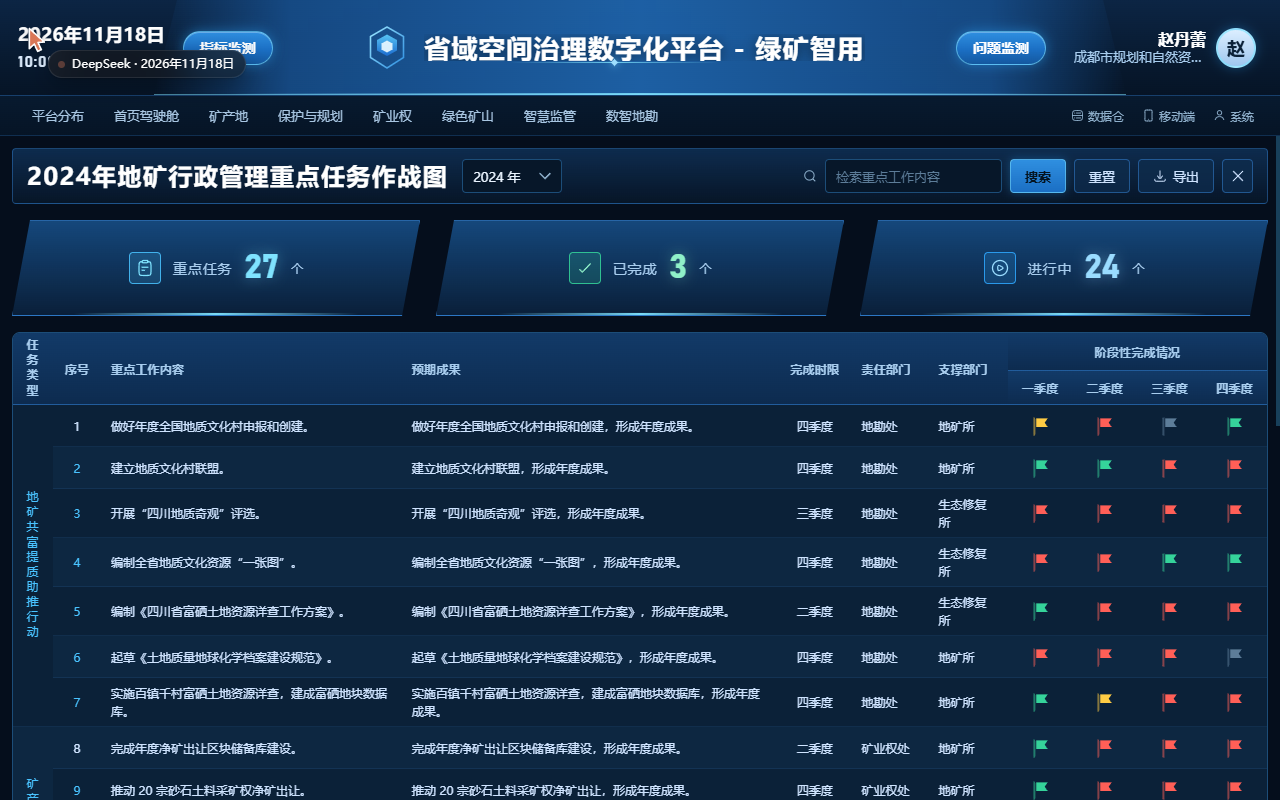 2026年11月18日
10:0
DeepSeek · 2026年11月18日
指标监测
省域空间治理数字化平台 - 绿矿智用
问题监测
赵丹蕾
成都市规划和自然资...
赵
平台分布 首页驾驶舱 矿产地 保护与规划 矿业权 绿色矿山 智慧监管 数智地勘 数据仓 移动端 系统
2024年地矿行政管理重点任务作战图 2024 年 检索重点工作内容 搜索 重置 导出
重点任务 27 个 已完成 3 个 进行中 24 个
任务类型 序号 重点工作内容 预期成果 完成时限 责任部门 支撑部门 阶段性完成情况
一季度 二季度 三季度 四季度
地矿共富提质助推行动
1 做好年度全国地质文化村申报和创建。 做好年度全国地质文化村申报和创建，形成年度成果。 四季度 地勘处 地矿所
2 建立地质文化村联盟。 建立地质文化村联盟，形成年度成果。 四季度 地勘处 地矿所
3 开展“四川地质奇观”评选。 开展“四川地质奇观”评选，形成年度成果。 三季度 地勘处 生态修复所
4 编制全省地质文化资源“一张图”。 编制全省地质文化资源“一张图”，形成年度成果。 四季度 地勘处 生态修复所
5 编制《四川省富硒土地资源详查工作方案》。 编制《四川省富硒土地资源详查工作方案》，形成年度成果。 二季度 地勘处 生态修复所
6 起草《土地质量地球化学档案建设规范》。 起草《土地质量地球化学档案建设规范》，形成年度成果。 四季度 地勘处 地矿所
7 实施百镇千村富硒土地资源详查，建成富硒地块数据库。 实施百镇千村富硒土地资源详查，建成富硒地块数据库，形成年度成果。 四季度 地勘处 地矿所
8 完成年度净矿出让区块储备库建设。 完成年度净矿出让区块储备库建设，形成年度成果。 二季度 矿业权处 地矿所
矿产
9 推动 20 宗砂石土料采矿权净矿出让。 推动 20 宗砂石土料采矿权净矿出让，形成年度成果。 四季度 矿业权处 地矿所